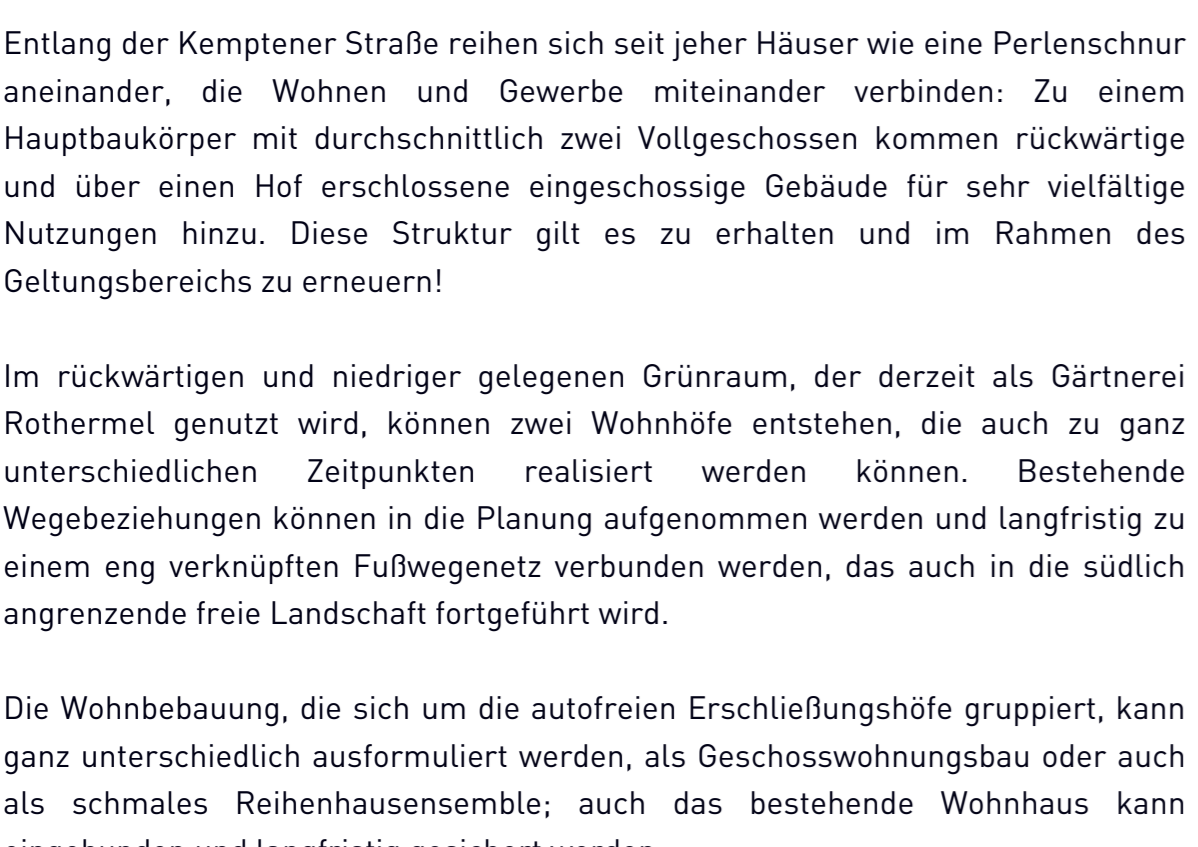 Entlang der Kemptener Straße reihen sich seit jeher Häuser wie eine Perlenschnur
aneinander, die Wohnen und Gewerbe miteinander verbinden: Zu einem
Hauptbaukörper mit durchschnittlich zwei Vollgeschossen kommen rückwärtige
und über einen Hof erschlossene eingeschossige Gebäude für sehr vielfältige
Nutzungen hinzu. Diese Struktur gilt es zu erhalten und im Rahmen des
Geltungsbereichs zu erneuern!
Im rückwärtigen und niedriger gelegenen Grünraum, der derzeit als Gärtnerei
Rothermel genutzt wird, können zwei Wohnhöfe entstehen, die auch zu ganz
unterschiedlichen Zeitpunkten realisiert werden können. Bestehende
Wegebeziehungen können in die Planung aufgenommen werden und langfristig zu
einem eng verknüpften Fußwegenetz verbunden werden, das auch in die südlich
angrenzende freie Landschaft fortgeführt wird.
Die Wohnbebauung, die sich um die autofreien Erschließungshöfe gruppiert, kann
ganz unterschiedlich ausformuliert werden, als Geschosswohnungsbau oder auch
als schmales Reihenhausensemble; auch das bestehende Wohnhaus kann
eingebunden und langfristig gesichert werden